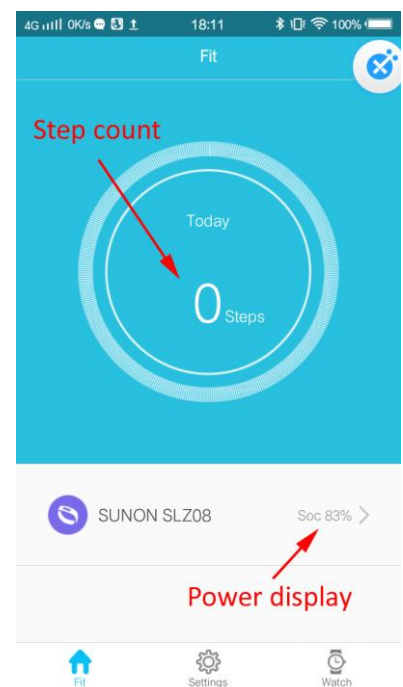 4G 0K/s 18:11 100%
Fit
Step count
Today
0 Steps
SUNON SLZ08 Soc 83%
Power display
Fit Settings Watch